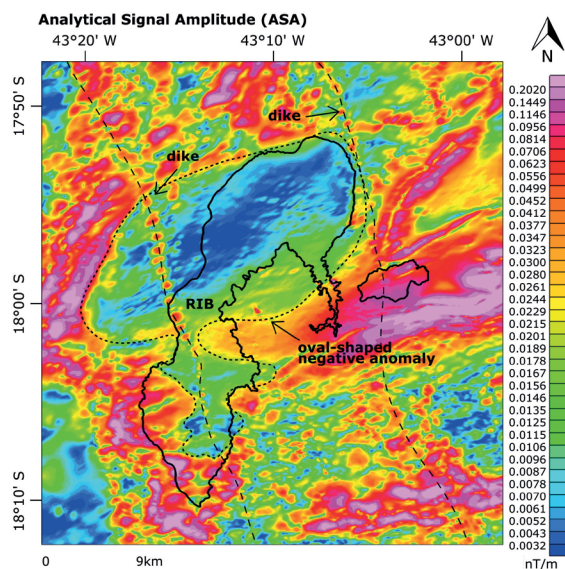 Analytical Signal Amplitude (ASA)
43°20' W
43°10' W
43°00' W
N
17°50' S
18°00' S
18°10' S
dike
dike
RIB
oval-shaped
negative anomaly
0.2020
0.1449
0.1146
0.0956
0.0814
0.0706
0.0623
0.0556
0.0499
0.0452
0.0412
0.0377
0.0347
0.0323
0.0300
0.0280
0.0261
0.0244
0.0229
0.0215
0.0201
0.0189
0.0178
0.0167
0.0156
0.0146
0.0135
0.0125
0.0115
0.0106
0.0096
0.0087
0.0078
0.0070
0.0061
0.0052
0.0043
0.0032
nT/m
0
9km